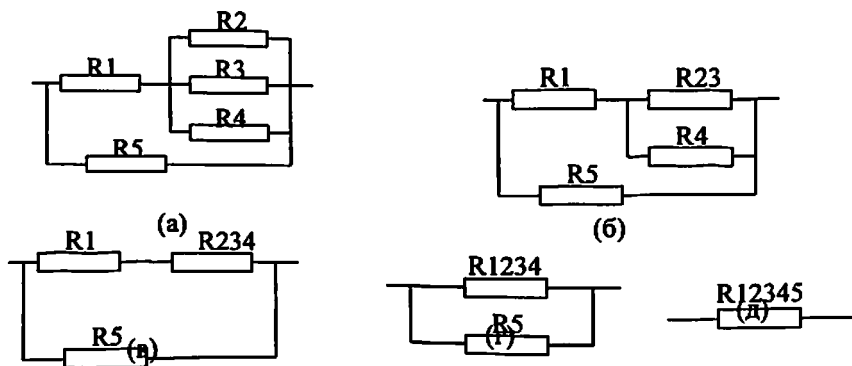 R2
R1 R3
R4
R5
(а)
R1 R23
R4
R5
(б)
R1 R234
R5 (в)
R1234
R5
(г)
R12345
(д)